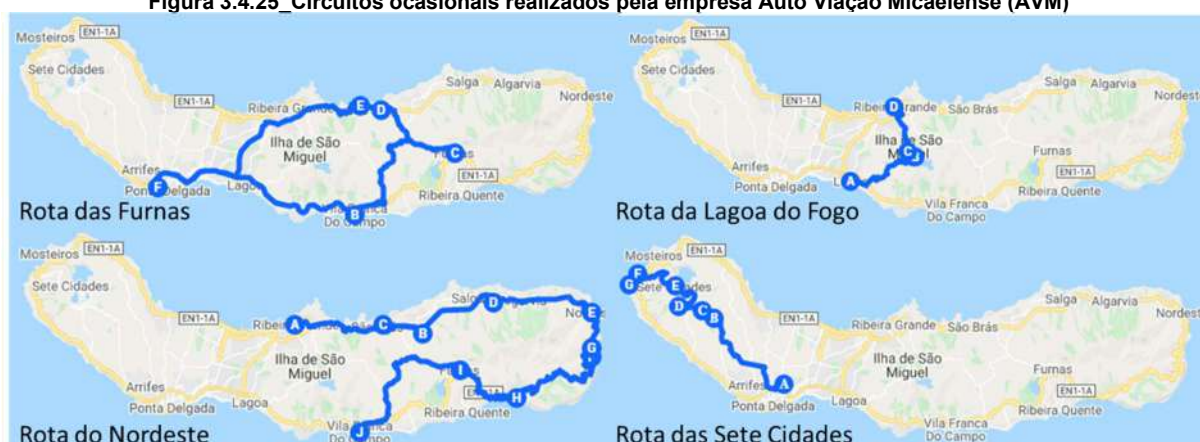 Figura 3.4.25_Circuitos ocasionais realizados pela empresa Auto Viação Micaelense (AVM)
Mosteiros EN1-1A
Sete Cidades
EN1-1A
Salga Algarvia
Nordeste
Ribeira E D
Ilha de São
Miguel
C
Arrifes
EN1-1A
F
Ribeira Quente
B
Do Campo
Rota das Furnas
Mosteiros EN1-1A
Sete Cidades
EN1-1A
Salga Algarvia
Nordeste
D
São Brás
C
Furnas
Arrifes
EN1-1A
A
Ponta Delgada
Ribeira Quente
Vila Franca
Do Campo
Rota da Lagoa do Fogo
Mosteiros EN1-1A
Sete Cidades
EN1-1A
D
E
A C B
G
Ilha de São
Miguel
I
Arrifes
H
Ponta Delgada Lagoa
Ribeira Quente
J
Rota do Nordeste
Mosteiros EN1-1A
F
G E
D C B
EN1-1A
Salga Algarvia
Nordeste
Ribeira Grande São Brás
Ilha de São
Miguel
Furnas
Arrifes A
EN1-1A
Ponta Delgada Lagoa
Ribeira Quente
Vila Franca
Do Campo
Rota das Sete Cidades